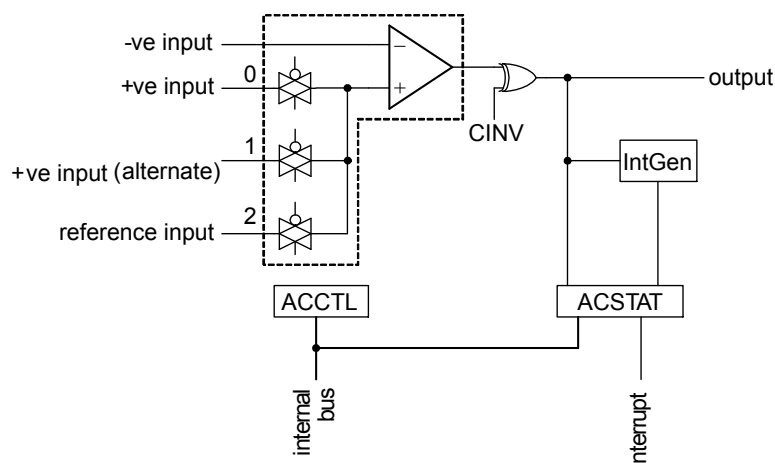 -ve input
+ve input
0
+ve input (alternate)
1
reference input
2
−
+
CINV
output
IntGen
ACCTL
ACSTAT
internal
bus
nterrupt